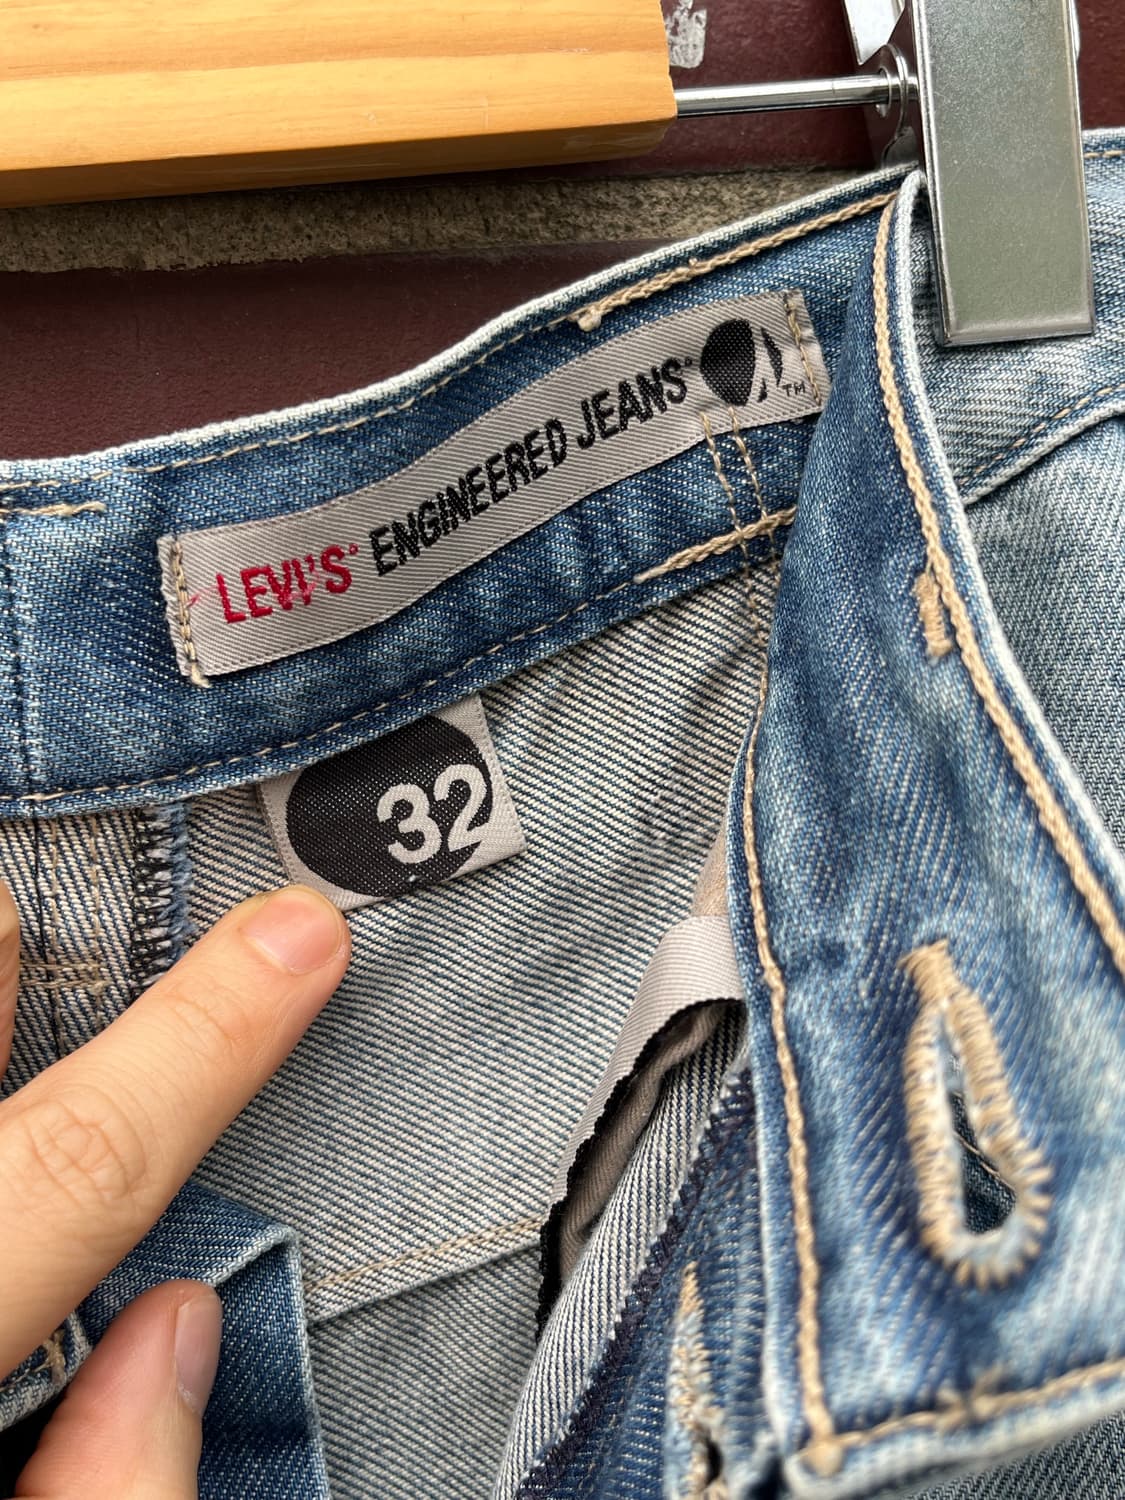 LEVI'S® ENGINEERED JEANS® TM
32